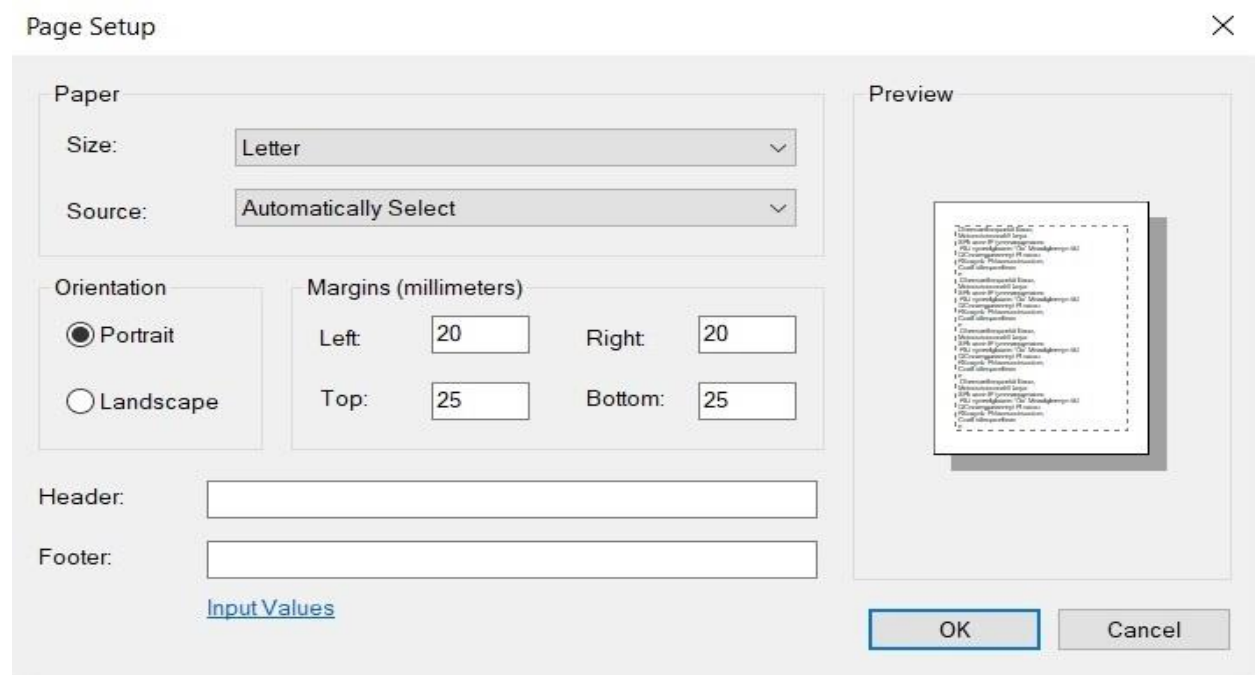 Page Setup
Paper
Size:
Letter
Source:
Automatically Select
Orientation
Portrait
Landscape
Margins (millimeters)
Left:
20
Right:
20
Top:
25
Bottom:
25
Header:
Footer:
Input Values
Preview
OK
Cancel